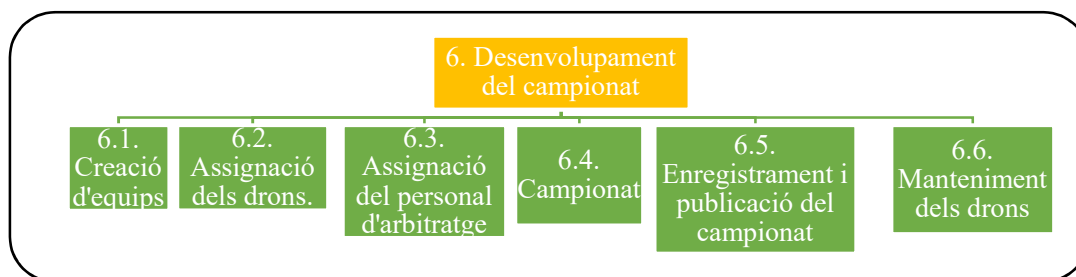 6. Desenvolupament
del campionat
6.1.
Creació
d'equips
6.2.
Assignació
dels drons.
6.3.
Assignació
del personal
d'arbitratge
6.4.
Campionat
6.5.
Enregistrament i
publicació del
campionat
6.6.
Manteniment
dels drons